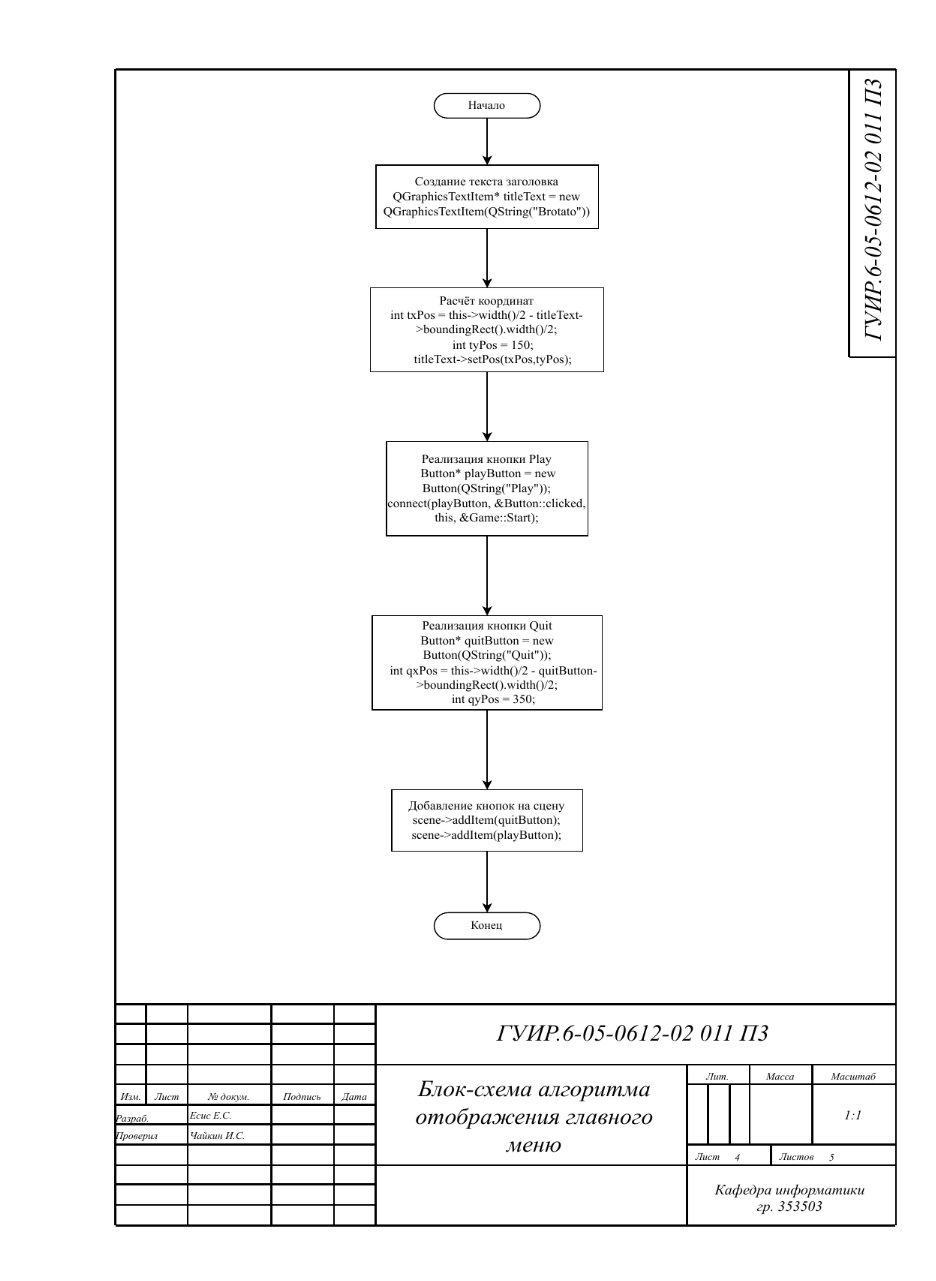 ГУИР.6-05-0612-02 011 ПЗ
Начало
Создание текста заголовка
QGraphicsTextItem* titleText = new
QGraphicsTextItem(QString("Brotato"))
Расчёт координат
int txPos = this->width()/2 - titleText-
>boundingRect().width()/2;
int tyPos = 150;
titleText->setPos(txPos,tyPos);
Реализация кнопки Play
Button* playButton = new
Button(QString("Play"));
connect(playButton, &Button::clicked,
this, &Game::Start);
Реализация кнопки Quit
Button* quitButton = new
Button(QString("Quit"));
int qxPos = this->width()/2 - quitButton-
>boundingRect().width()/2;
int qyPos = 350;
Добавление кнопок на сцену
scene->addItem(quitButton);
scene->addItem(playButton);
Конец
ГУИР.6-05-0612-02 011 ПЗ
Изм. Лист № докум. Подпись Дата
Разраб. Есис Е.С.
Проверил Чайкин И.С.
Блок-схема алгоритма
отображения главного
меню
Лит. Масса Масштаб
1:1
Лист 4 Листов 5
Кафедра информатики
гр. 353503